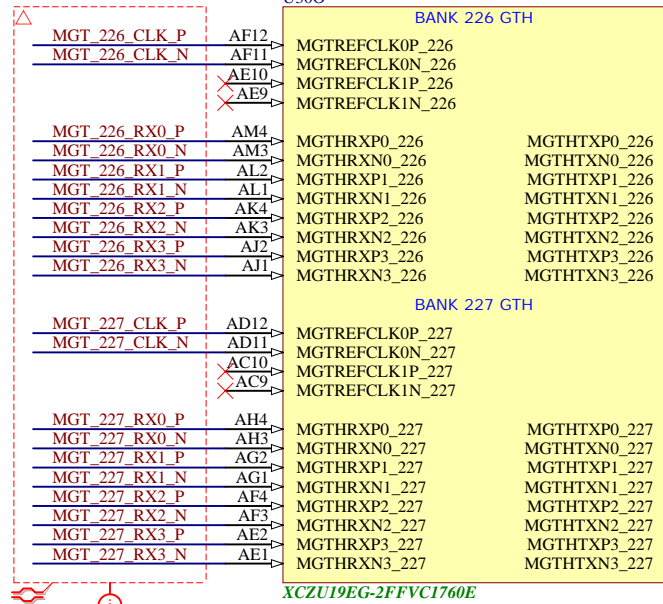 BANK 226 GTH
MGT_226_CLK_P AF12 MGTREFCLK0P_226
MGT_226_CLK_N AF11 MGTREFCLK0N_226
AE10 MGTREFCLK1P_226
AE9 MGTREFCLK1N_226
MGT_226_RX0_P AM4 MGTHRXP0_226 MGTHTXP0_226
MGT_226_RX0_N AM3 MGTHRXN0_226 MGTHTXN0_226
MGT_226_RX1_P AL2 MGTHRXP1_226 MGTHTXP1_226
MGT_226_RX1_N AL1 MGTHRXN1_226 MGTHTXN1_226
MGT_226_RX2_P AK4 MGTHRXP2_226 MGTHTXP2_226
MGT_226_RX2_N AK3 MGTHRXN2_226 MGTHTXN2_226
MGT_226_RX3_P AJ2 MGTHRXP3_226 MGTHTXP3_226
MGT_226_RX3_N AJ1 MGTHRXN3_226 MGTHTXN3_226
BANK 227 GTH
MGT_227_CLK_P AD12 MGTREFCLK0P_227
MGT_227_CLK_N AD11 MGTREFCLK0N_227
AC10 MGTREFCLK1P_227
AC9 MGTREFCLK1N_227
MGT_227_RX0_P AH4 MGTHRXP0_227 MGTHTXP0_227
MGT_227_RX0_N AH3 MGTHRXN0_227 MGTHTXN0_227
MGT_227_RX1_P AG2 MGTHRXP1_227 MGTHTXP1_227
MGT_227_RX1_N AG1 MGTHRXN1_227 MGTHTXN1_227
MGT_227_RX2_P AF4 MGTHRXP2_227 MGTHTXP2_227
MGT_227_RX2_N AF3 MGTHRXN2_227 MGTHTXN2_227
MGT_227_RX3_P AE2 MGTHRXP3_227 MGTHTXP3_227
MGT_227_RX3_N AE1 MGTHRXN3_227 MGTHTXN3_227
XCZU19EG-2FFVC1760E